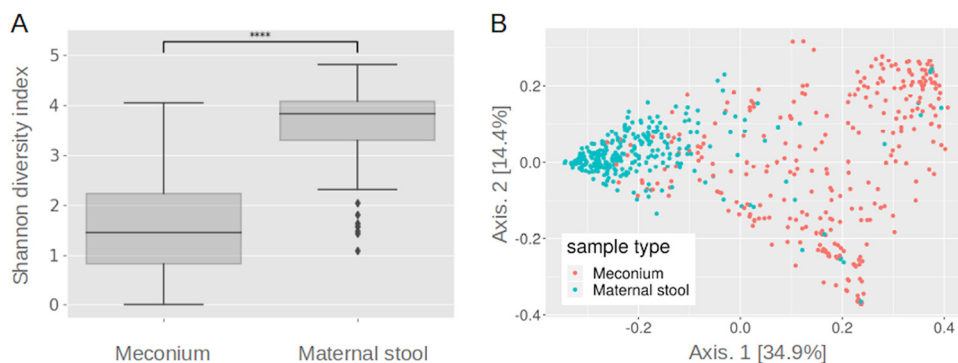 A
Shannon diversity index
5
4
3
2
1
0
****
Meconium
Maternal stool
B
Axis. 2 [14.4%]
0.2
0.0
-0.2
-0.4
sample type
Meconium
Maternal stool
-0.2
0.0
0.2
0.4
Axis. 1 [34.9%]